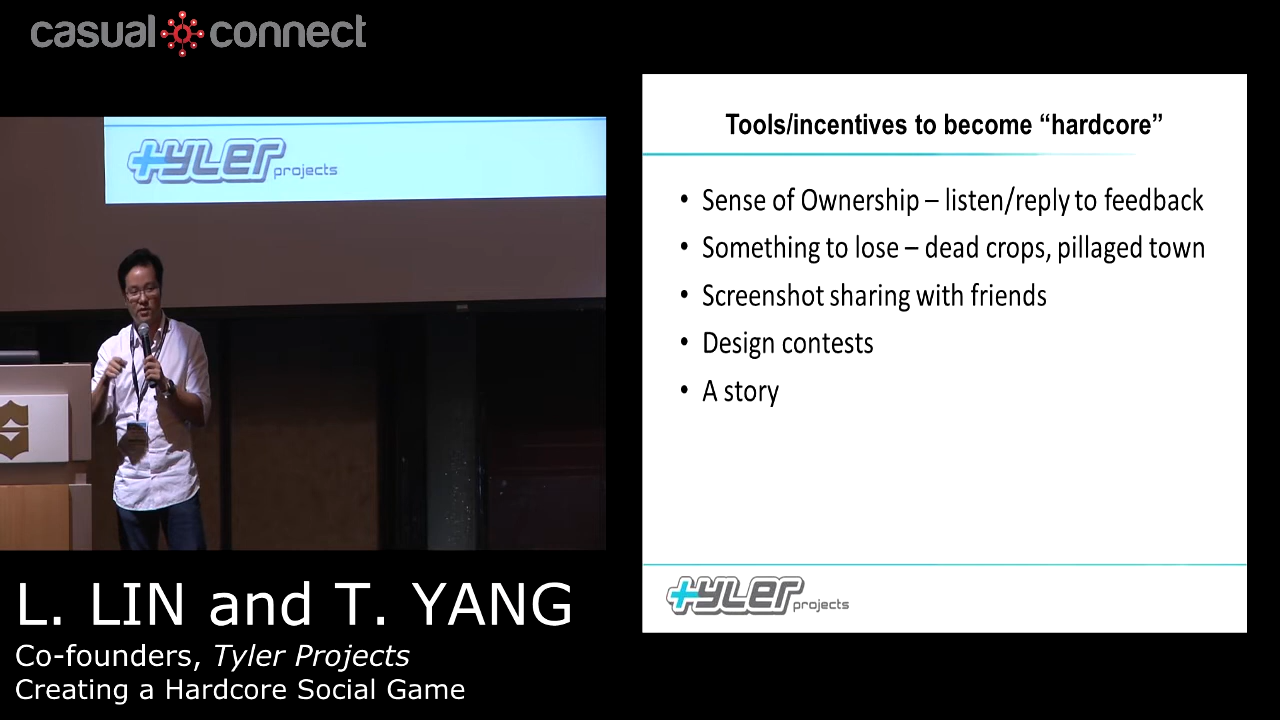 casual connect
tyler projects
Tools/incentives to become “hardcore”
• Sense of Ownership – listen/reply to feedback
• Something to lose – dead crops, pillaged town
• Screenshot sharing with friends
• Design contests
• A story
tyler projects
L. LIN and T. YANG
Co-founders, Tyler Projects
Creating a Hardcore Social Game